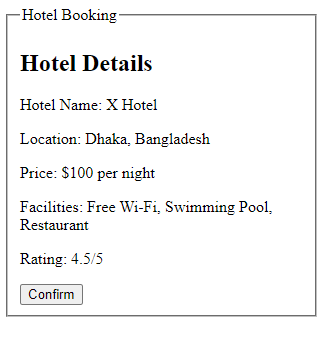 Hotel Booking
Hotel Details
Hotel Name: X Hotel
Location: Dhaka, Bangladesh
Price: $100 per night
Facilities: Free Wi-Fi, Swimming Pool,
Restaurant
Rating: 4.5/5
Confirm